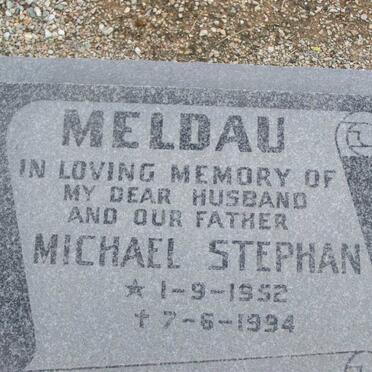 MELDAU
IN LOVING MEMORY OF
MY DEAR HUSBAND
AND OUR FATHER
MICHAEL STEPHAN
☆ 1-9-1952
✝ 7-6-1994